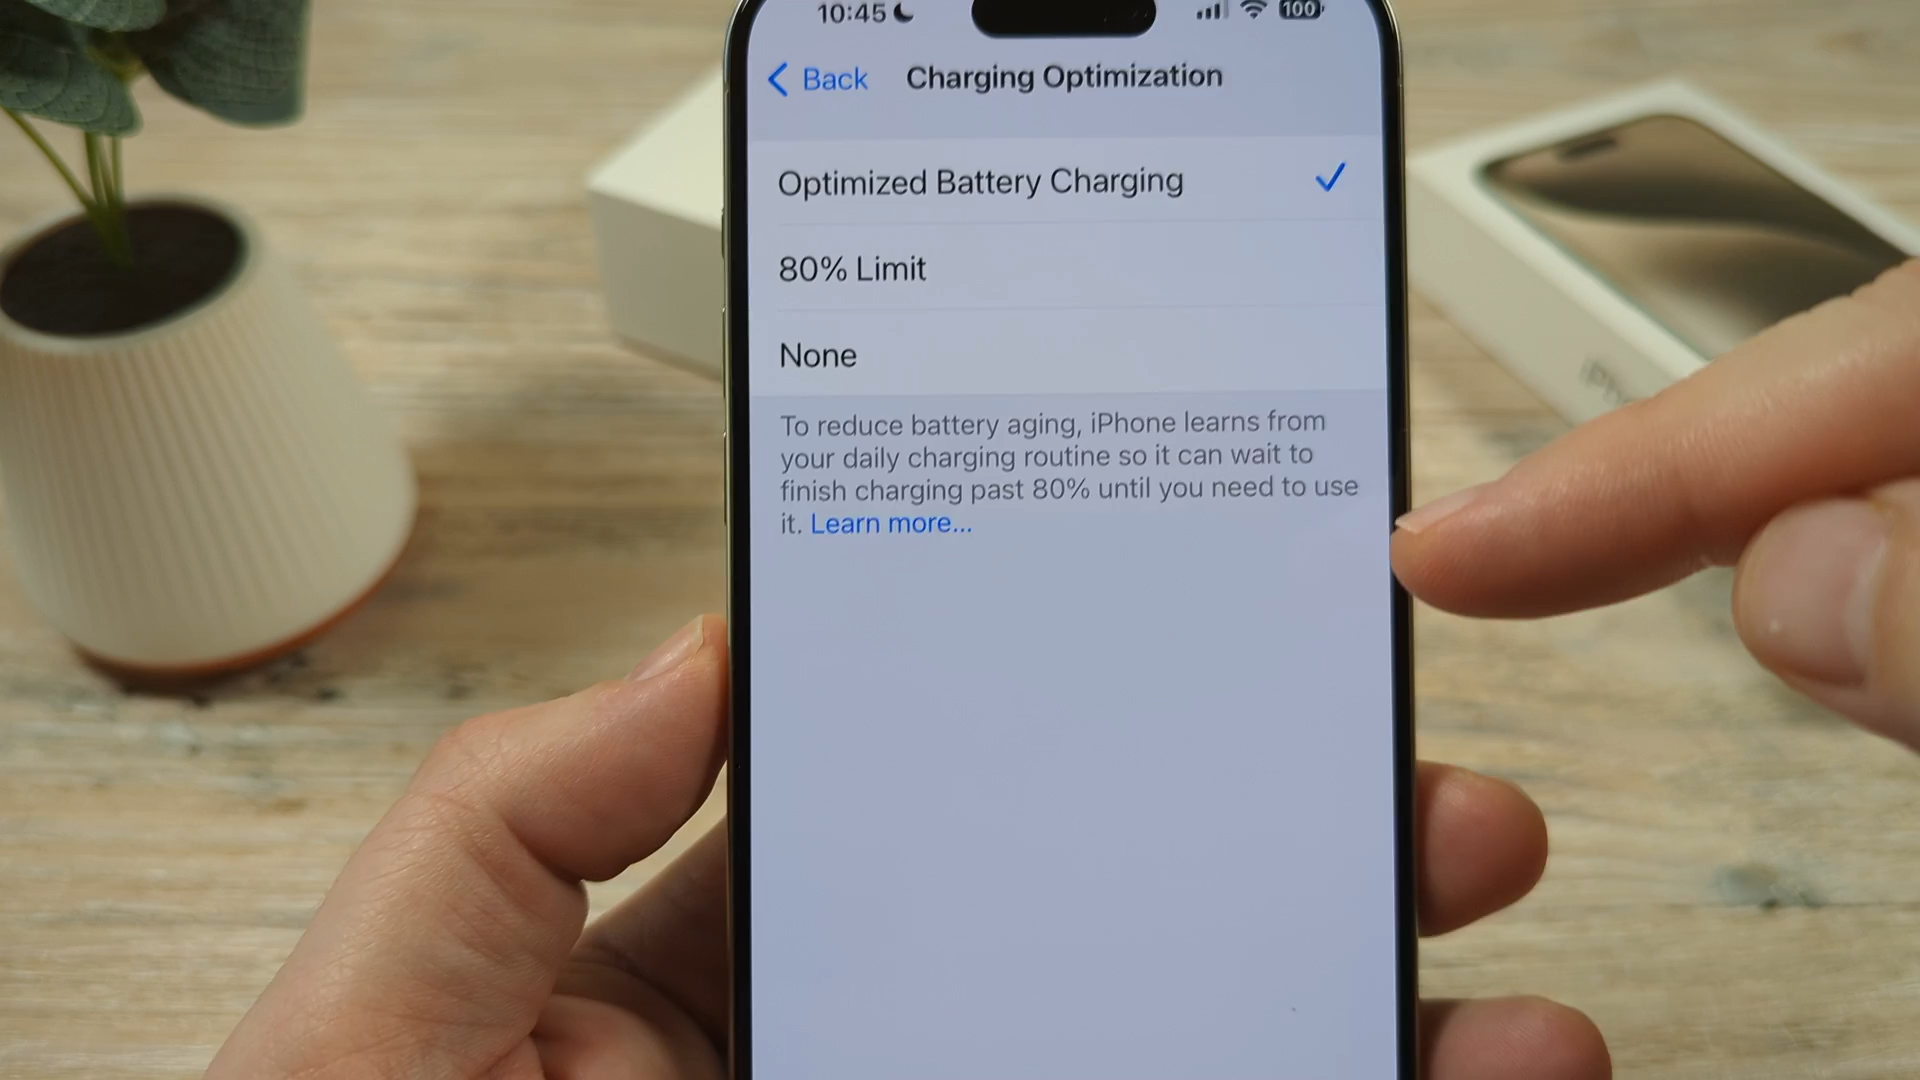 10:45
100
Back
Charging Optimization
Optimized Battery Charging
80% Limit
None
To reduce battery aging, iPhone learns from
your daily charging routine so it can wait to
finish charging past 80% until you need to use
it. Learn more...